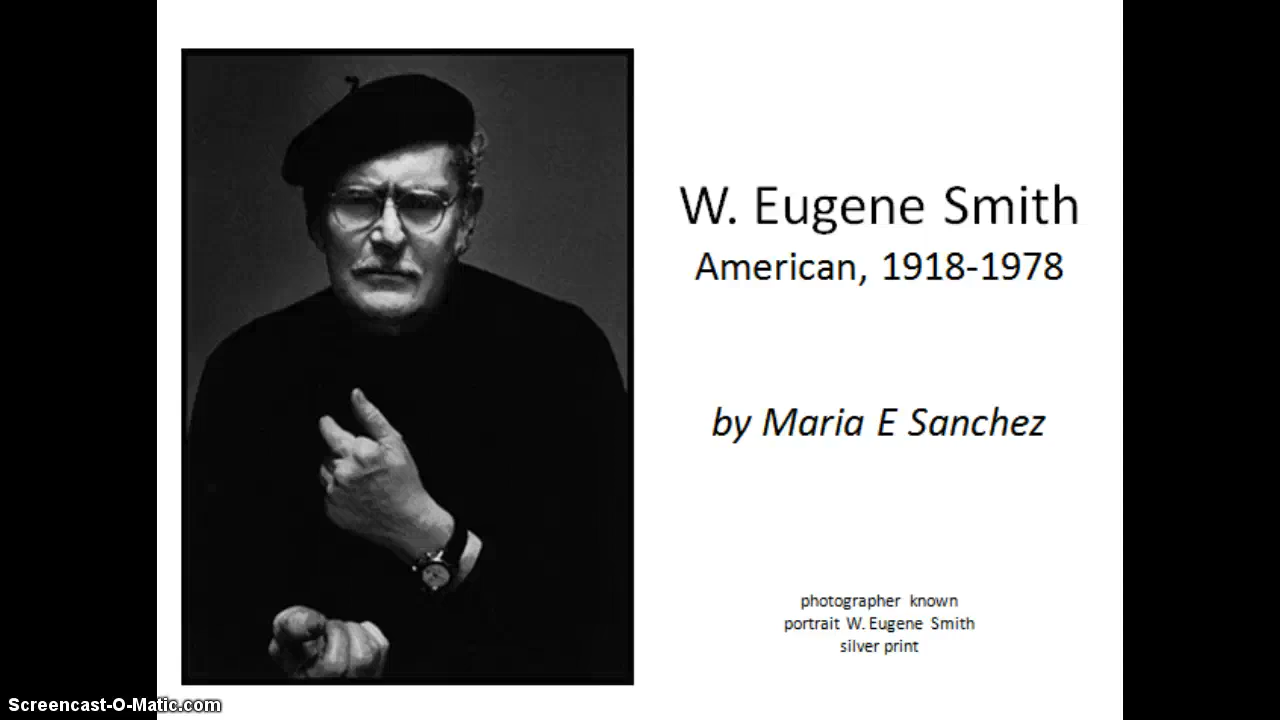 W. Eugene Smith
American, 1918-1978
by Maria E Sanchez
photographer known
portrait W. Eugene Smith
silver print
Screencast-O-Matic.com